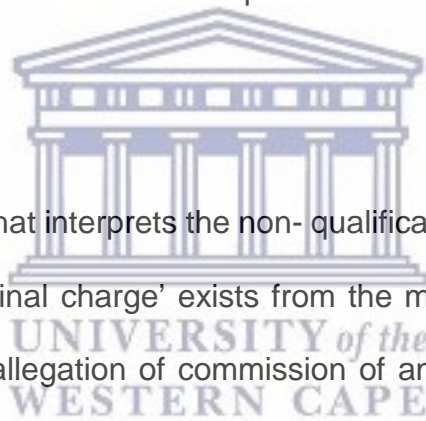 hat interprets the non- qualifica
inal charge' exists from the m
UNIVERSITY of the
allegation of commission of an
WESTERN CAPE